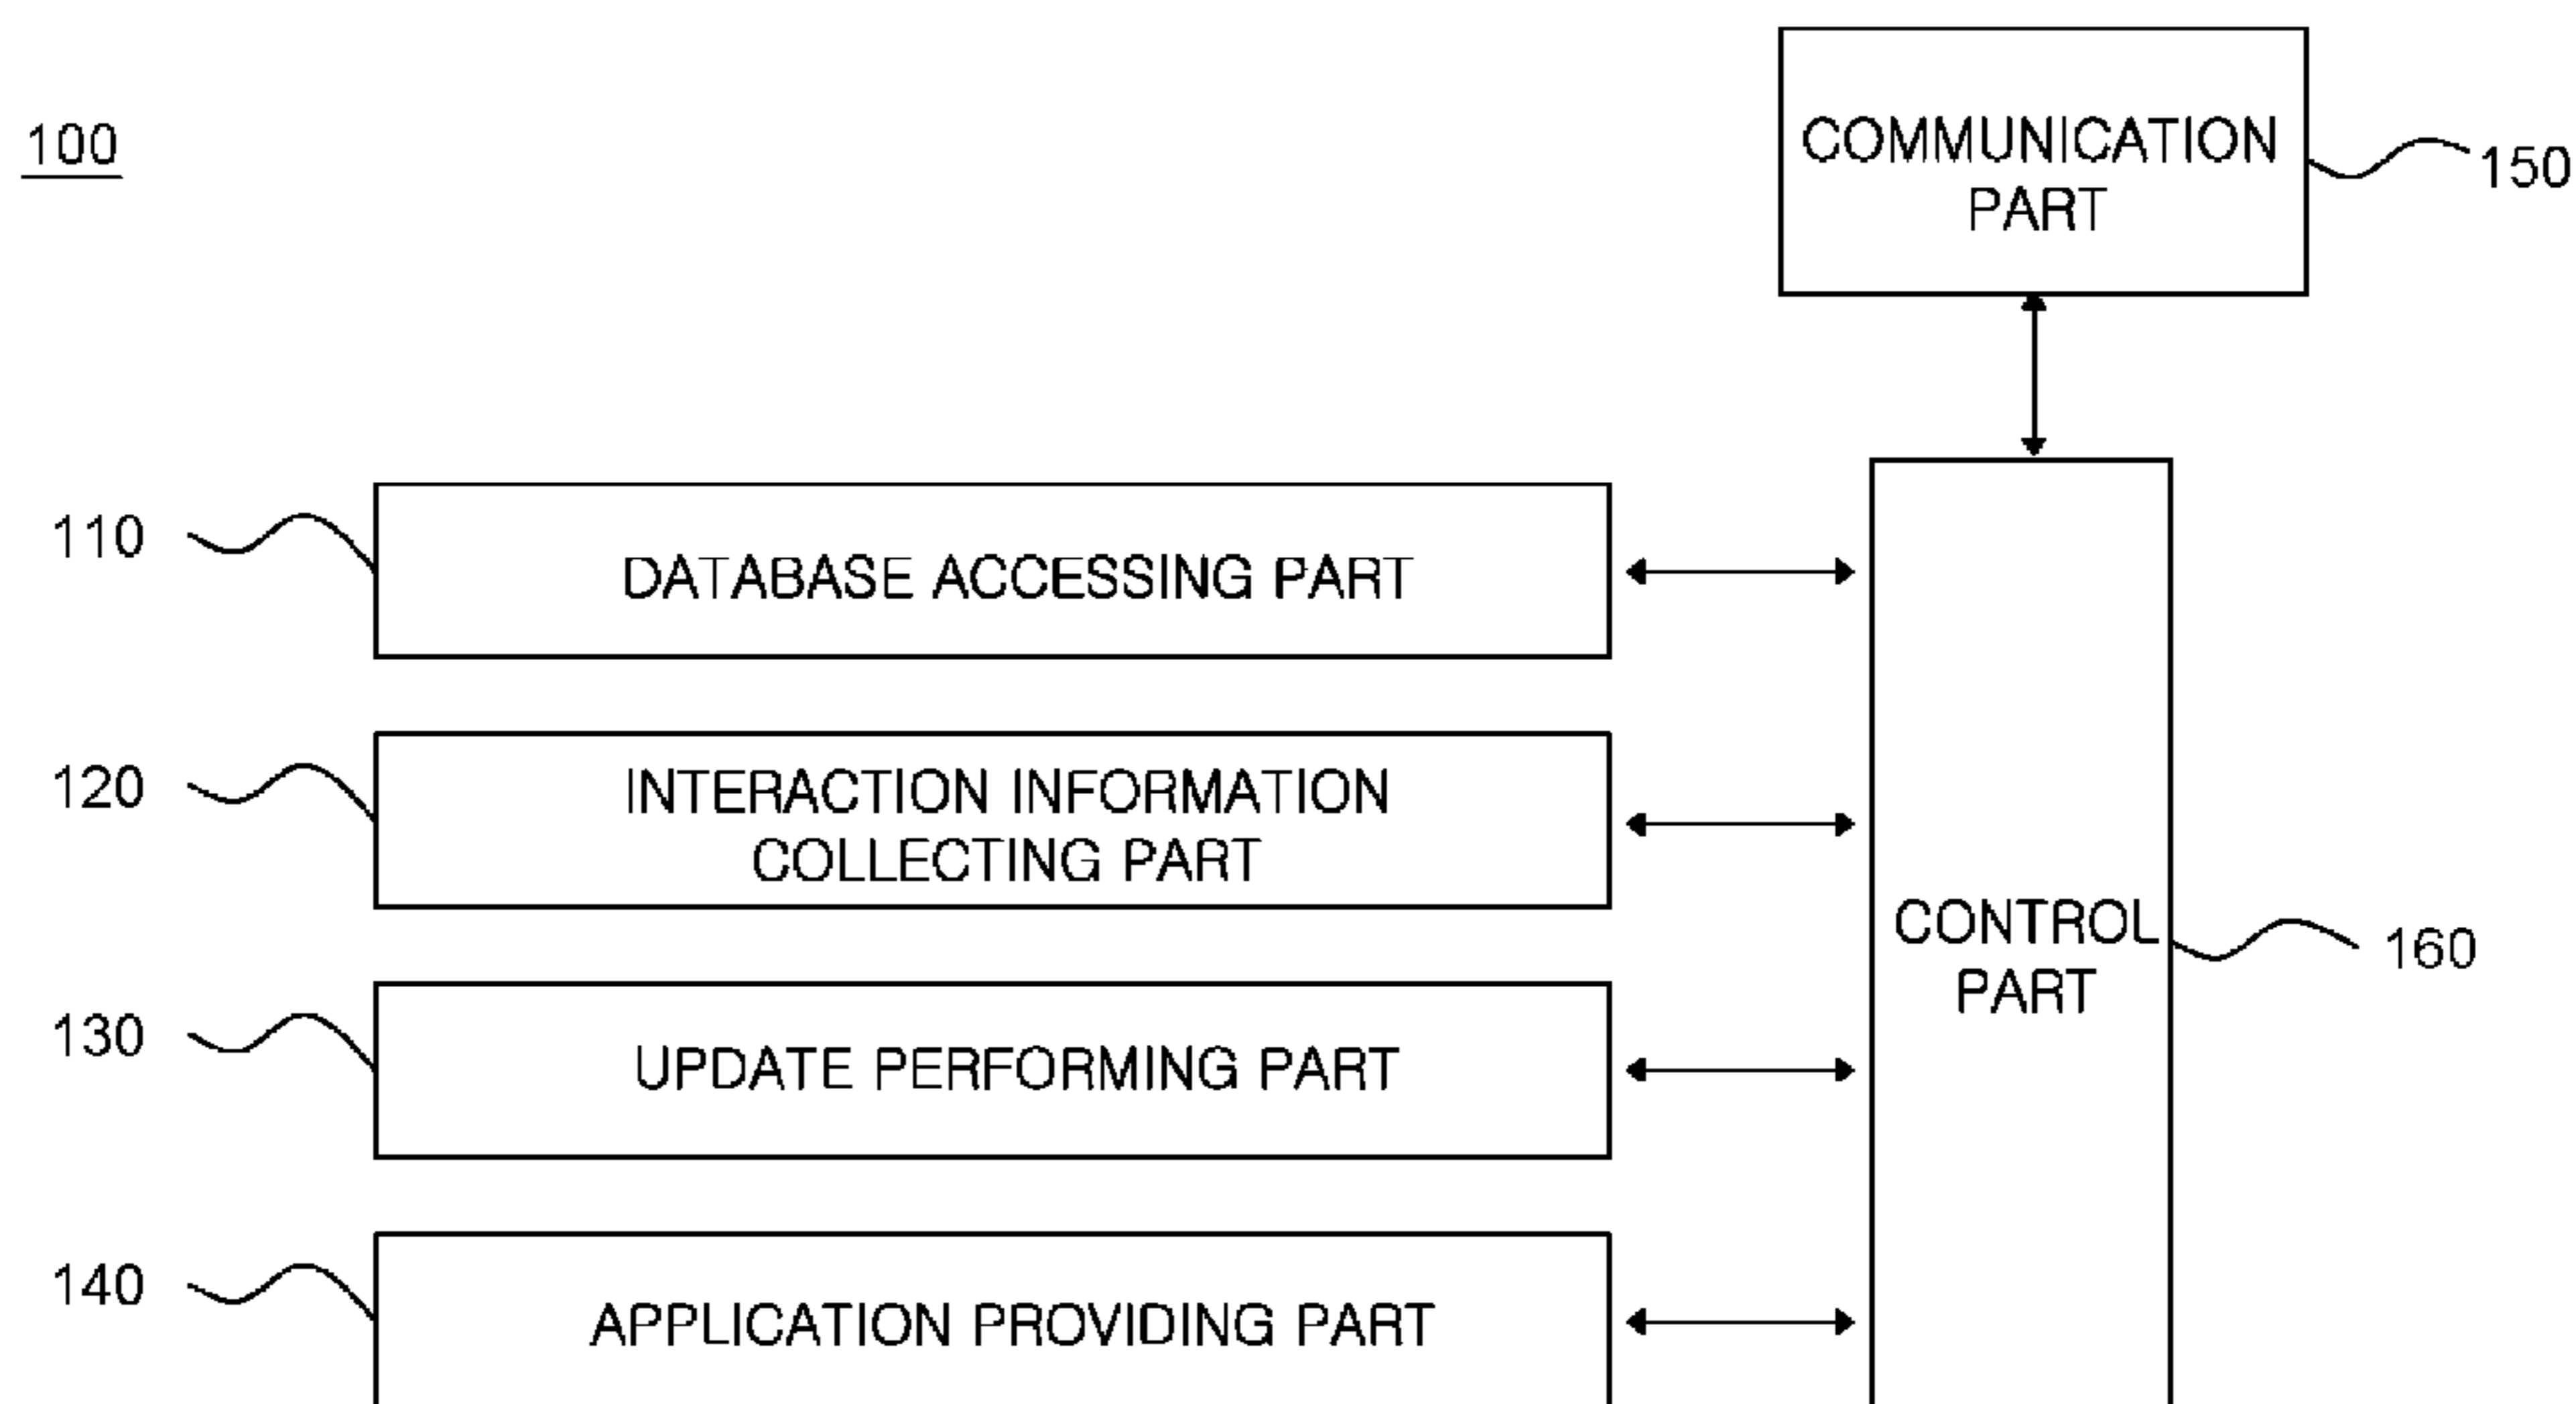 100
COMMUNICATION
PART
150
110
DATABASE ACCESSING PART
120
INTERACTION INFORMATION
COLLECTING PART
130
UPDATE PERFORMING PART
CONTROL
PART
160
140
APPLICATION PROVIDING PART